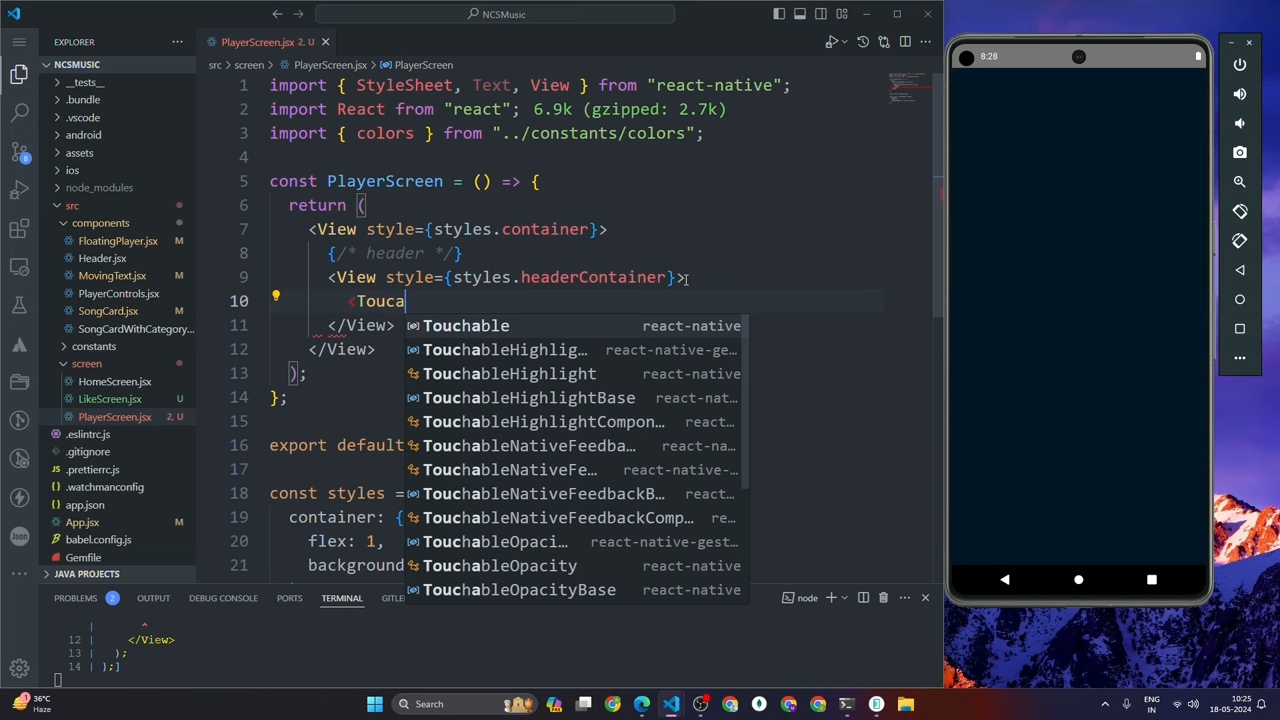 NCSMusic
EXPLORER
NCSMUSIC
__tests__
.bundle
.vscode
android
assets
ios
node_modules
src
components
FloatingPlayer.jsx M
Header.jsx
MovingText.jsx M
PlayerControls.jsx
SongCard.jsx M
SongCardWithCategory...
constants
screen
HomeScreen.jsx
LikeScreen.jsx U
PlayerScreen.jsx 2, U
.eslintrc.js
.gitignore
.prettierrc.js
.watchmanconfig
app.json
App.jsx M
babel.config.js
Gemfile
JAVA PROJECTS
8
Json
PlayerScreen.jsx 2, U
src > screen > PlayerScreen.jsx > PlayerScreen
1 import { StyleSheet, Text, View } from "react-native";
2 import React from "react"; 6.9k (gzipped: 2.7k)
3 import { colors } from "../constants/colors";
4
5 const PlayerScreen = () => {
6 return (
7 <View style={styles.container}>
8 {/* header */}
9 <View style={styles.headerContainer}>
10 <Touca
11 </View>
12 </View>
13 );
14 };
15
16 export default
17
18 const styles =
19 container: {
20 flex: 1,
21 background
Touchable react-native
TouchableHighlig... react-native-ge...
TouchableHighlight react-native
TouchableHighlightBase react-nat...
TouchableHighlightCompon... react...
TouchableNativeFeedba... react-na...
TouchableNativeFe... react-native-...
TouchableNativeFeedbackB... react...
TouchableNativeFeedbackComp... re...
TouchableOpaci... react-native-gest...
TouchableOpacity react-native
TouchableOpacityBase react-native
PROBLEMS 2 OUTPUT DEBUG CONSOLE PORTS TERMINAL GITLE
node
| ^
12 | </View>
13 | );
14 | };]
8:28
36°C
Haze
Search
ENG
IN
10:25
18-05-2024